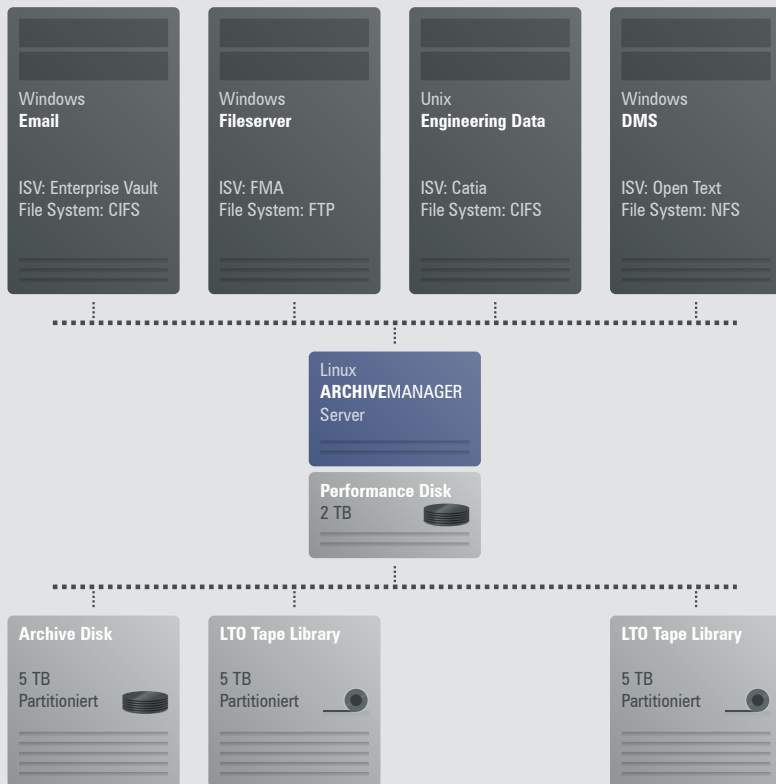 Windows
Email
ISV: Enterprise Vault
File System: CIFS
Windows
Fileserver
ISV: FMA
File System: FTP
Unix
Engineering Data
ISV: Catia
File System: CIFS
Windows
DMS
ISV: Open Text
File System: NFS
Linux
ARCHIVEMANAGER
Server
Performance Disk
2 TB
Archive Disk
5 TB
Partitioniert
LTO Tape Library
5 TB
Partitioniert
LTO Tape Library
5 TB
Partitioniert